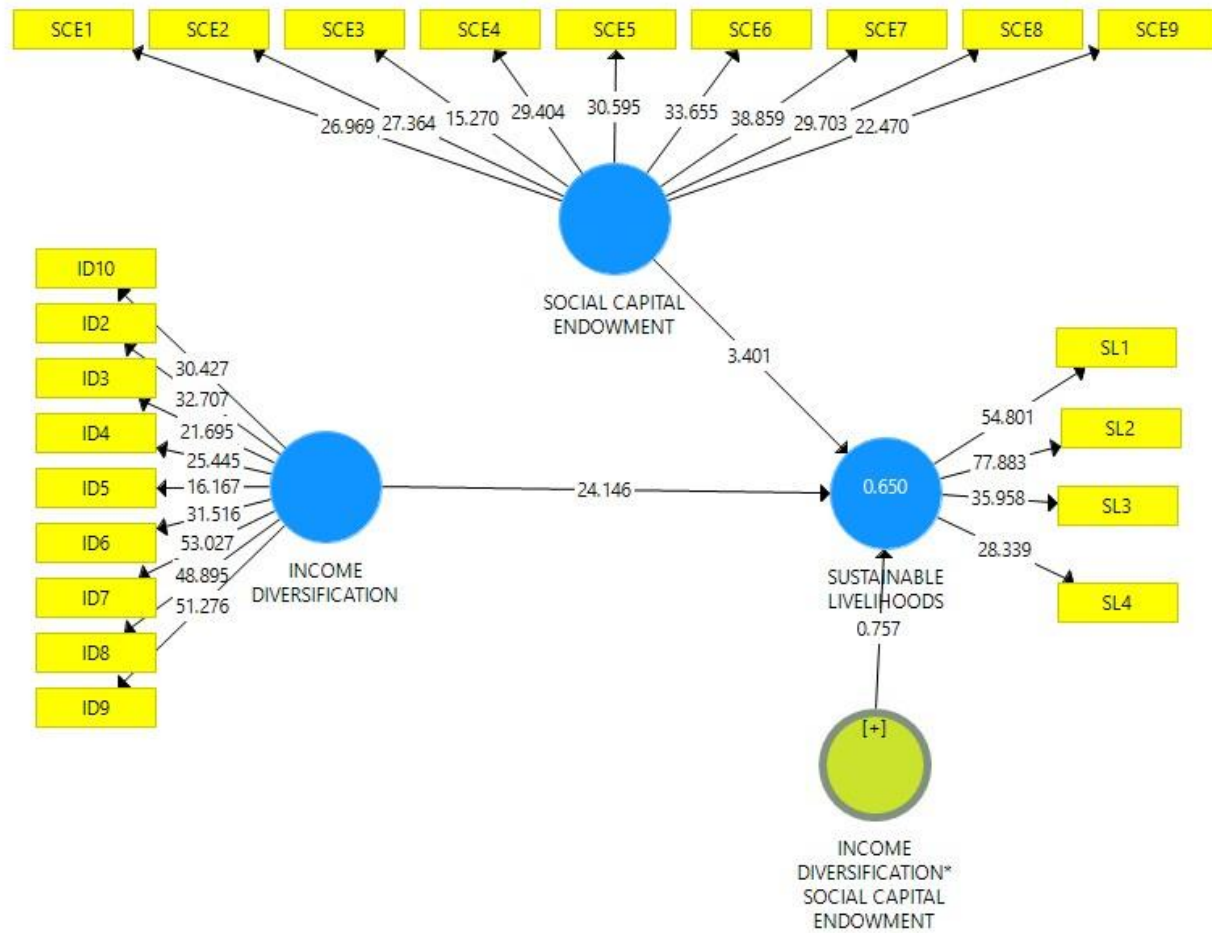 SCE1 SCE2 SCE3 SCE4 SCE5 SCE6 SCE7 SCE8 SCE9
26.969 27.364 15.270 29.404 30.595 33.655 38.859 29.703 22.470
SOCIAL CAPITAL
ENDOWMENT
3.401
ID10
ID2
ID3
ID4
ID5
ID6
ID7
ID8
ID9
30.427
32.707
21.695
25.445
16.167
31.516
53.027
48.895
51.276
INCOME
DIVERSIFICATION
24.146
0.650
SUSTAINABLE
LIVELIHOODS
54.801
77.883
35.958
28.339
SL1
SL2
SL3
SL4
0.757
[+]
INCOME
DIVERSIFICATION*
SOCIAL CAPITAL
ENDOWMENT